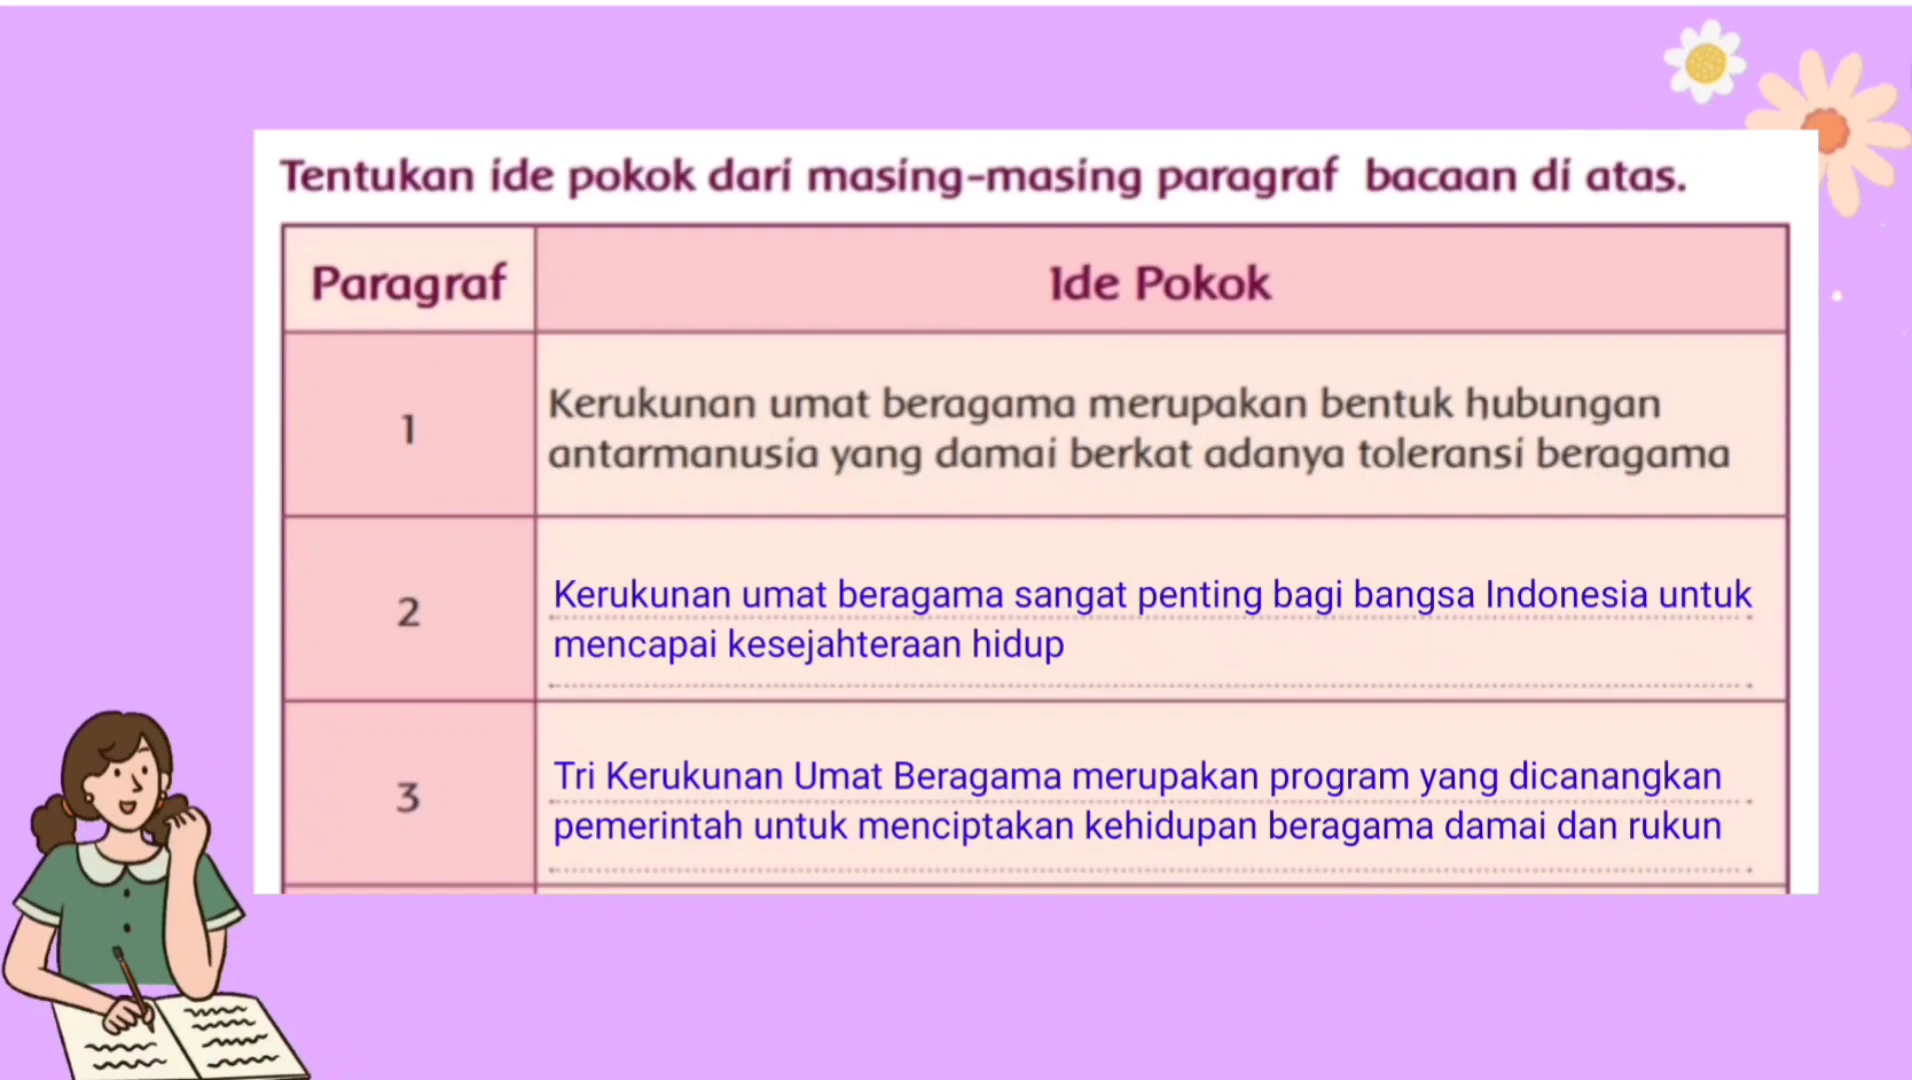 Tentukan ide pokok dari masing-masing paragraf bacaan di atas.
Paragraf
Ide Pokok
1
Kerukunan umat beragama merupakan bentuk hubungan
antarmanusia yang damai berkat adanya toleransi beragama
2
Kerukunan umat beragama sangat penting bagi bangsa Indonesia untuk
mencapai kesejahteraan hidup
3
Tri Kerukunan Umat Beragama merupakan program yang dicanangkan
pemerintah untuk menciptakan kehidupan beragama damai dan rukun